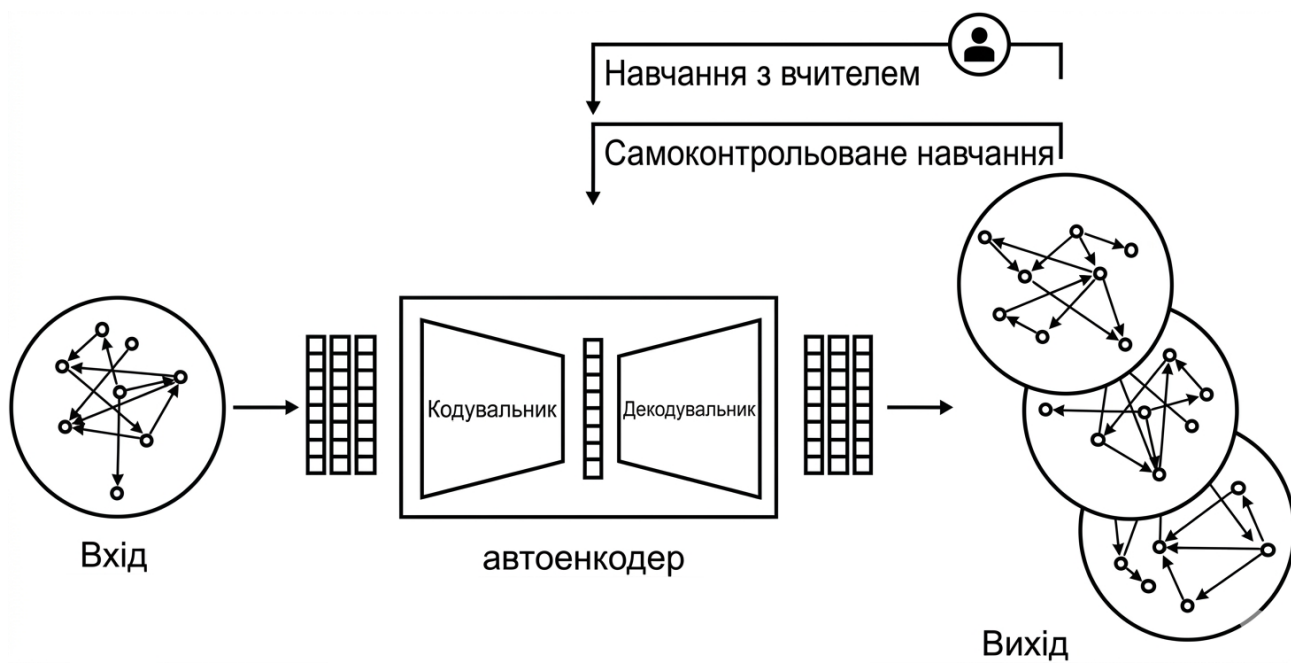 Навчання з вчителем
Самоконтрольоване навчання
Кодувальник
Декодувальник
Вхід
автоенкодер
Вихід